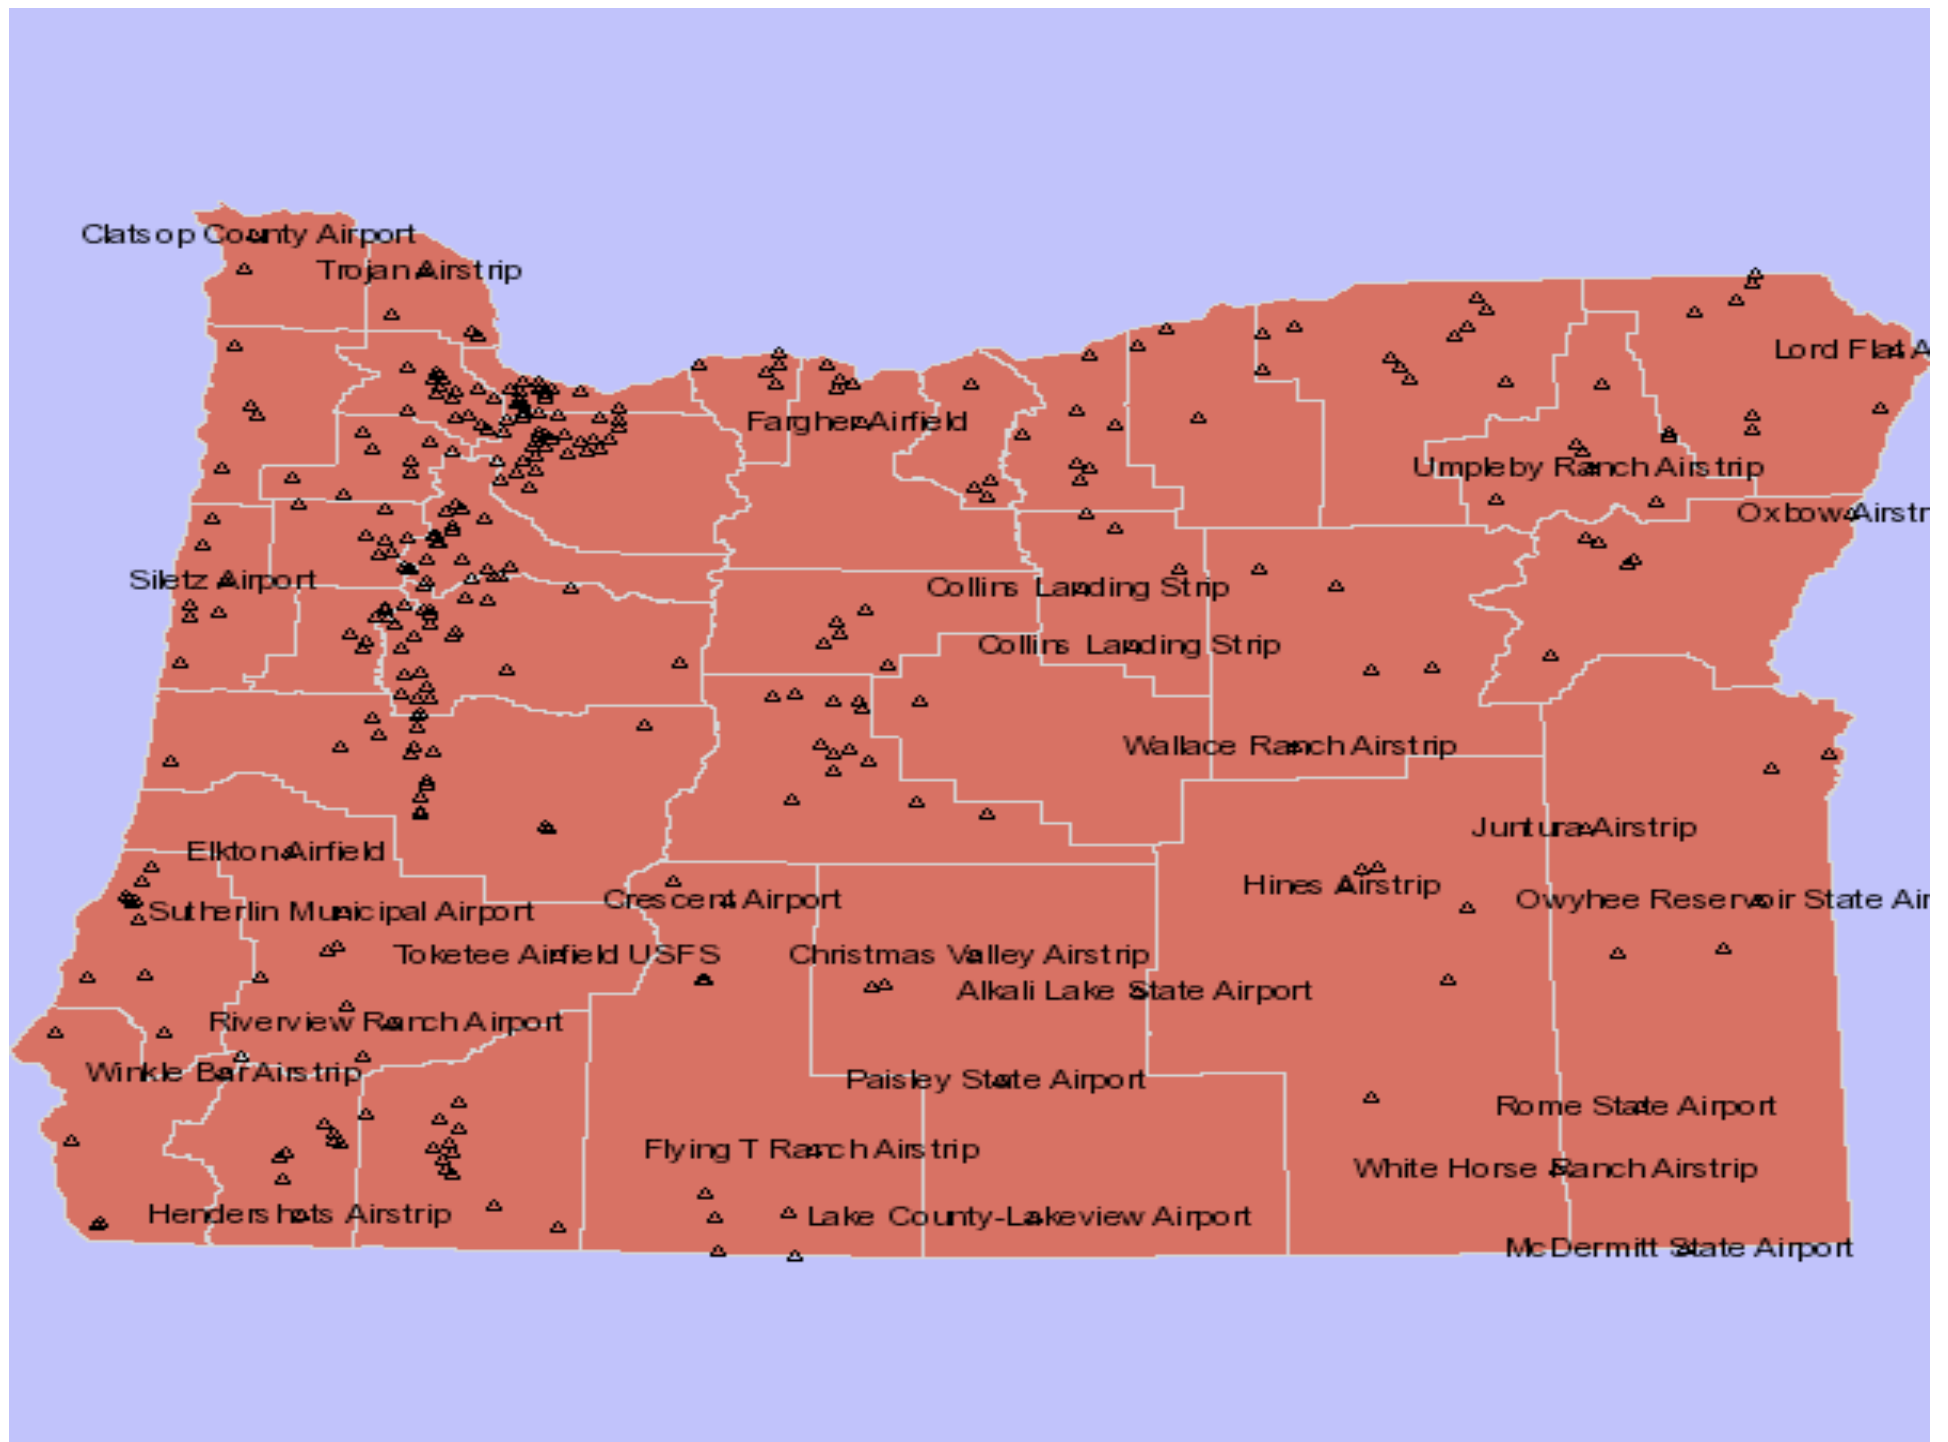 Clatsop County Airport
Trojan Airstrip
Lord Flat A
Fargher Airfield
Umpleby Ranch Airstrip
Oxbow Airstr
Siletz Airport
Collins Landing Strip
Collins Landing Strip
Wallace Ranch Airstrip
Juntura Airstrip
Elkton Airfield
Hines Airstrip
Crescent Airport
Owyhee Reservoir State Air
Sutherlin Municipal Airport
Toketee Airfield USFS
Christmas Valley Airstrip
Alkali Lake State Airport
Riverview Ranch Airport
Winkle Bar Airstrip
Paisley State Airport
Rome State Airport
Flying T Ranch Airstrip
White Horse Ranch Airstrip
Hendershots Airstrip
Lake County-Lakeview Airport
McDermitt State Airport